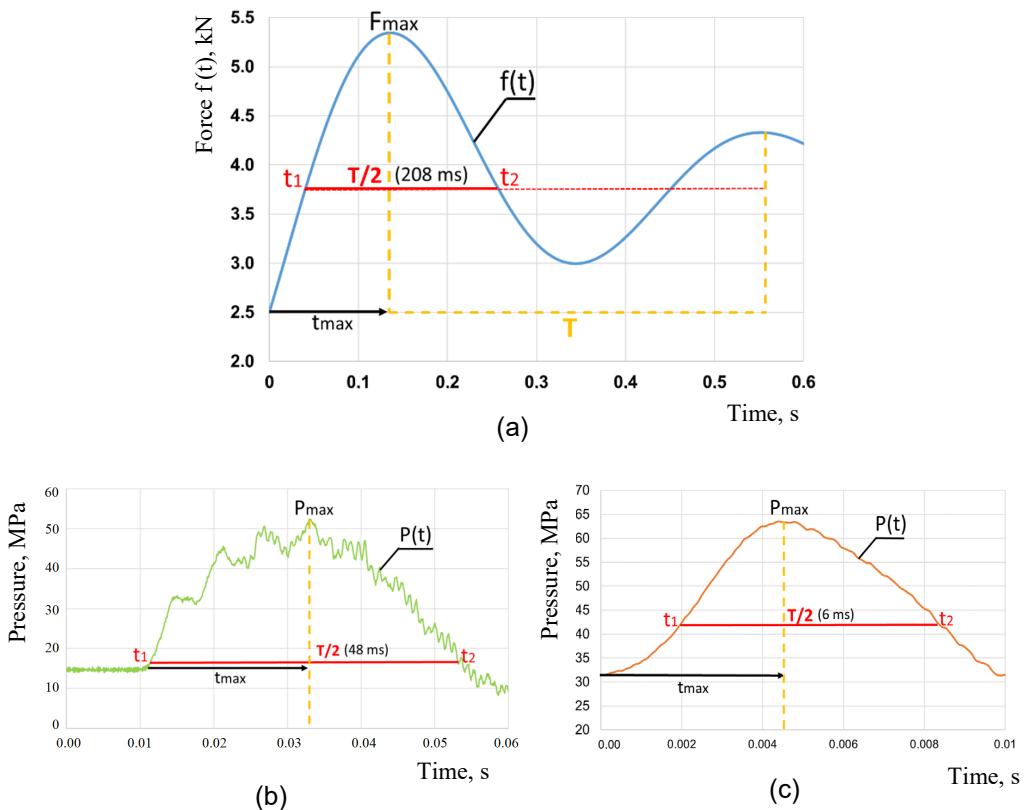 Force f (t), kN
5.5
5.0
4.5
4.0
3.5
3.0
2.5
2.0
Fmax
f(t)
t1
T/2 (208 ms)
t2
tmax
T
0 0.1 0.2 0.3 0.4 0.5 0.6
Time, s
(a)
Pressure, MPa
60
50
40
30
20
10
0
Pmax
P(t)
t1
T/2 (48 ms)
t2
tmax
0.00 0.01 0.02 0.03 0.04 0.05 0.06
Time, s
(b)
Pressure, MPa
70
65
60
55
50
45
40
35
30
25
20
Pmax
P(t)
t1
T/2 (6 ms)
t2
tmax
0.00 0.002 0.004 0.006 0.008 0.01
Time, s
(c)